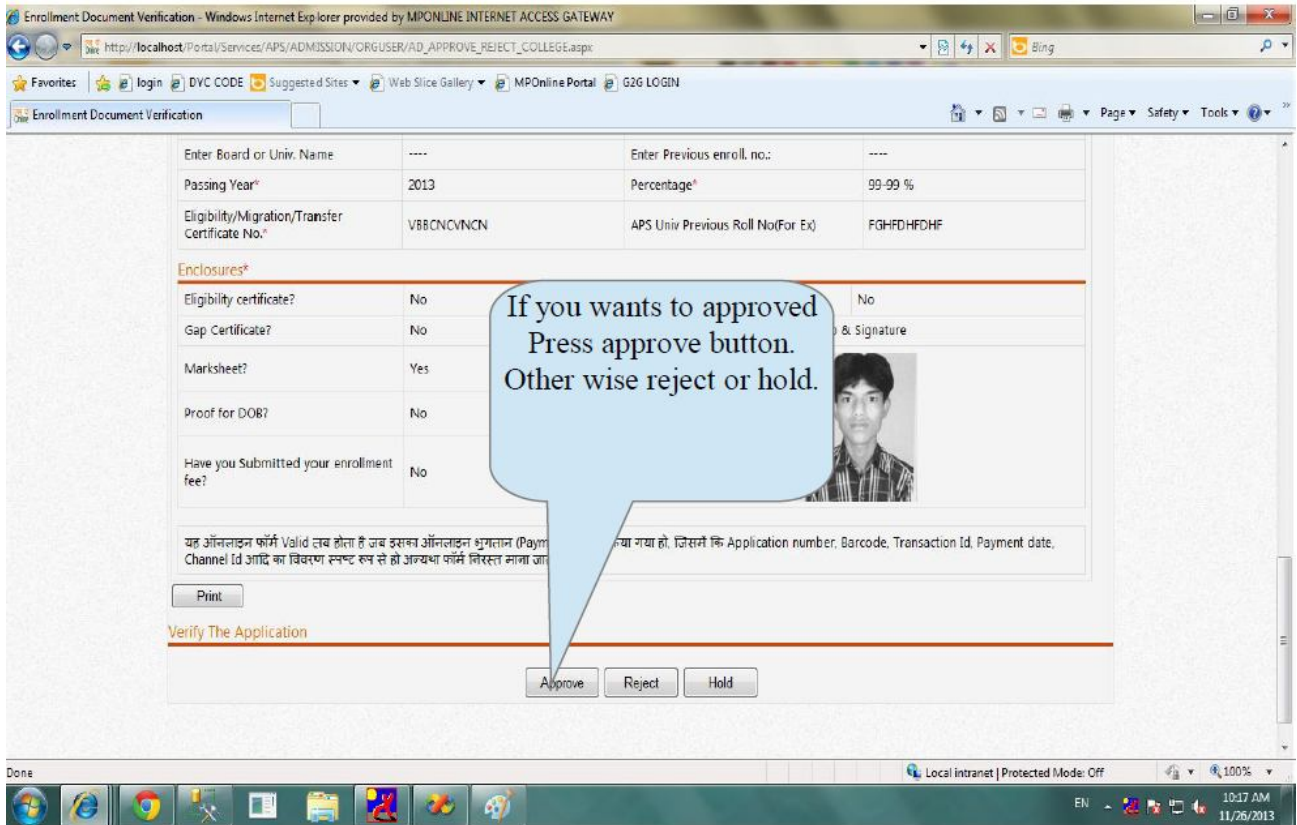 Enrollment Document Verification - Windows Internet Explorer provided by MPONLINE INTERNET ACCESS GATEWAY
http://localhost/Portal/Services/APS/ADMISSION/ORGUSER/AD_APPROVE_REJECT_COLLEGE.aspx
Bing
Favorites login DVC CODE Suggested Sites Web Slice Gallery MPOnline Portal G2G LOGIN
Enrollment Document Verification
Page Safety Tools
Enter Board or Univ. Name ---- Enter Previous enroll. no.: ----
Passing Year* 2013 Percentage* 99-99 %
Eligibility/Migration/Transfer
Certificate No.* VBBCNCVNCN APS Univ Previous Roll No(For Ex) FGHFDHFDHF
Enclosures*
Eligibility certificate? No No
Gap Certificate? No & Signature
Marksheet? Yes
Proof for DOB? No
Have you Submitted your enrollment
fee? No
If you wants to approved
Press approve button.
Other wise reject or hold.
यह ऑनलाइन फॉर्म Valid तब होता है जब इसका ऑनलाइन भुगतान (Paym या गया हो, जिसमें कि Application number, Barcode, Transaction Id, Payment date,
Channel Id आदि का विवरण स्पष्ट रूप से हो अन्यथा फॉर्म निरस्त माना
Print
Verify The Application
Approve Reject Hold
Done
Local intranet | Protected Mode: Off
100%
EN
10:17 AM
11/26/2013